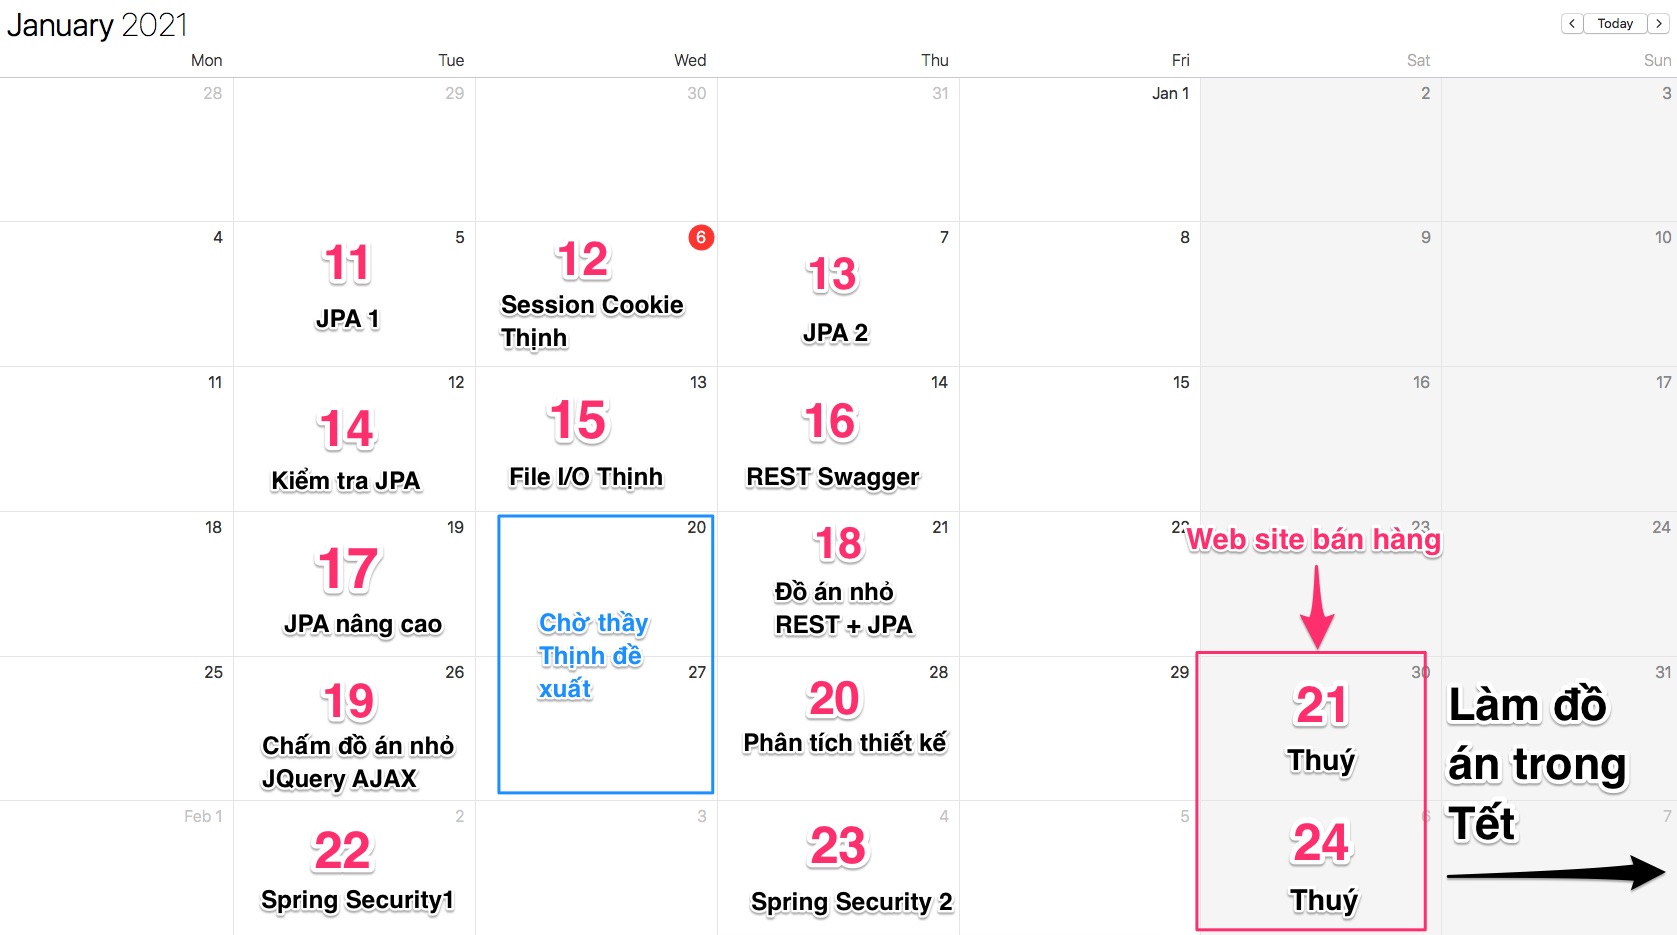 January 2021
< Today >
Mon Tue Wed Thu Fri Sat Sun
28 29 30 31 Jan 1 2 3
4 5 6 7 8 9 10
11
JPA 1
12
Session Cookie
Thịnh
13
JPA 2
11 12 13 14 15 16 17
14
Kiểm tra JPA
15
File I/O Thịnh
16
REST Swagger
18 19 20 21 22 23 24
17
JPA nâng cao
Chờ thầy
Thịnh đề
xuất
18
Đồ án nhỏ
REST + JPA
Web site bán hàng
25 26 27 28 29 30 31
19
Chấm đồ án nhỏ
JQuery AJAX
20
Phân tích thiết kế
21
Thuý
Làm đồ
án trong
Tết
Feb 1 2 3 4 5 6 7
22
Spring Security1
23
Spring Security 2
24
Thuý